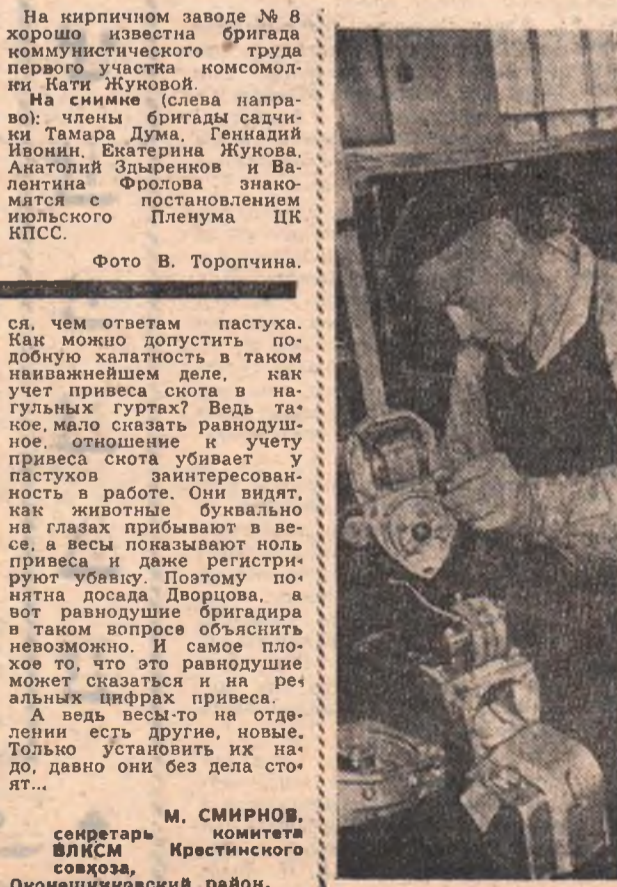 На кирпичном заводе № 8
хорошо известна бригада
коммунистического труда
первого участка комсомол-
ки Кати Жуковой.
На снимке (слева напра-
во): члены бригады садчи-
ки Тамара Дума, Геннадий
Ивонин, Екатерина Жукова,
Анатолий Здыренков и Ва-
лентина Фролова знако-
мятся с постановлением
июльского Пленума ЦК
КПСС.
Фото В. Торопчина.
ся, чем ответам пастуха.
Как можно допустить по-
добную халатность в таком
наиважнейшем деле, как
учет привеса скота в на-
гульных гуртах? Ведь та-
кое, мало сказать равнодуш-
ное, отношение к учету
привеса скота убивает у
пастухов заинтересован-
ность в работе. Они видят,
как животные буквально
на глазах прибывают в ве-
се, а весы показывают ноль
привеса и даже регистри-
руют убавку. Поэтому по-
нятна досада Дворцова, а
вот равнодушие бригадира
в таком вопросе объяснить
невозможно. И самое пло-
хое то, что это равнодушие
может сказаться и на ре-
альных цифрах привеса.
А ведь весы-то на отде-
лении есть другие, новые.
Только установить их на-
до, давно они без дела сто-
ят...
М. СМИРНОВ,
секретарь комитета
ВЛКСМ Крестинского
совхоза,
Оконешниковский район.